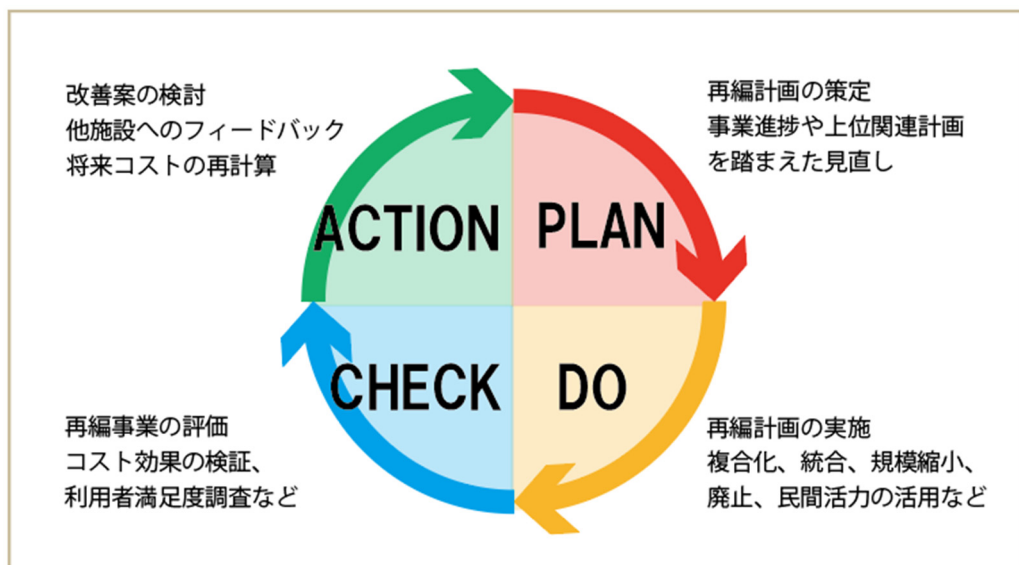 改善案の検討
他施設へのフィードバック
将来コストの再計算
再編計画の策定
事業進捗や上位関連計画
を踏まえた見直し
ACTION
PLAN
CHECK
DO
再編事業の評価
コスト効果の検証、
利用者満足度調査など
再編計画の実施
複合化、統合、規模縮小、
廃止、民間活力の活用など